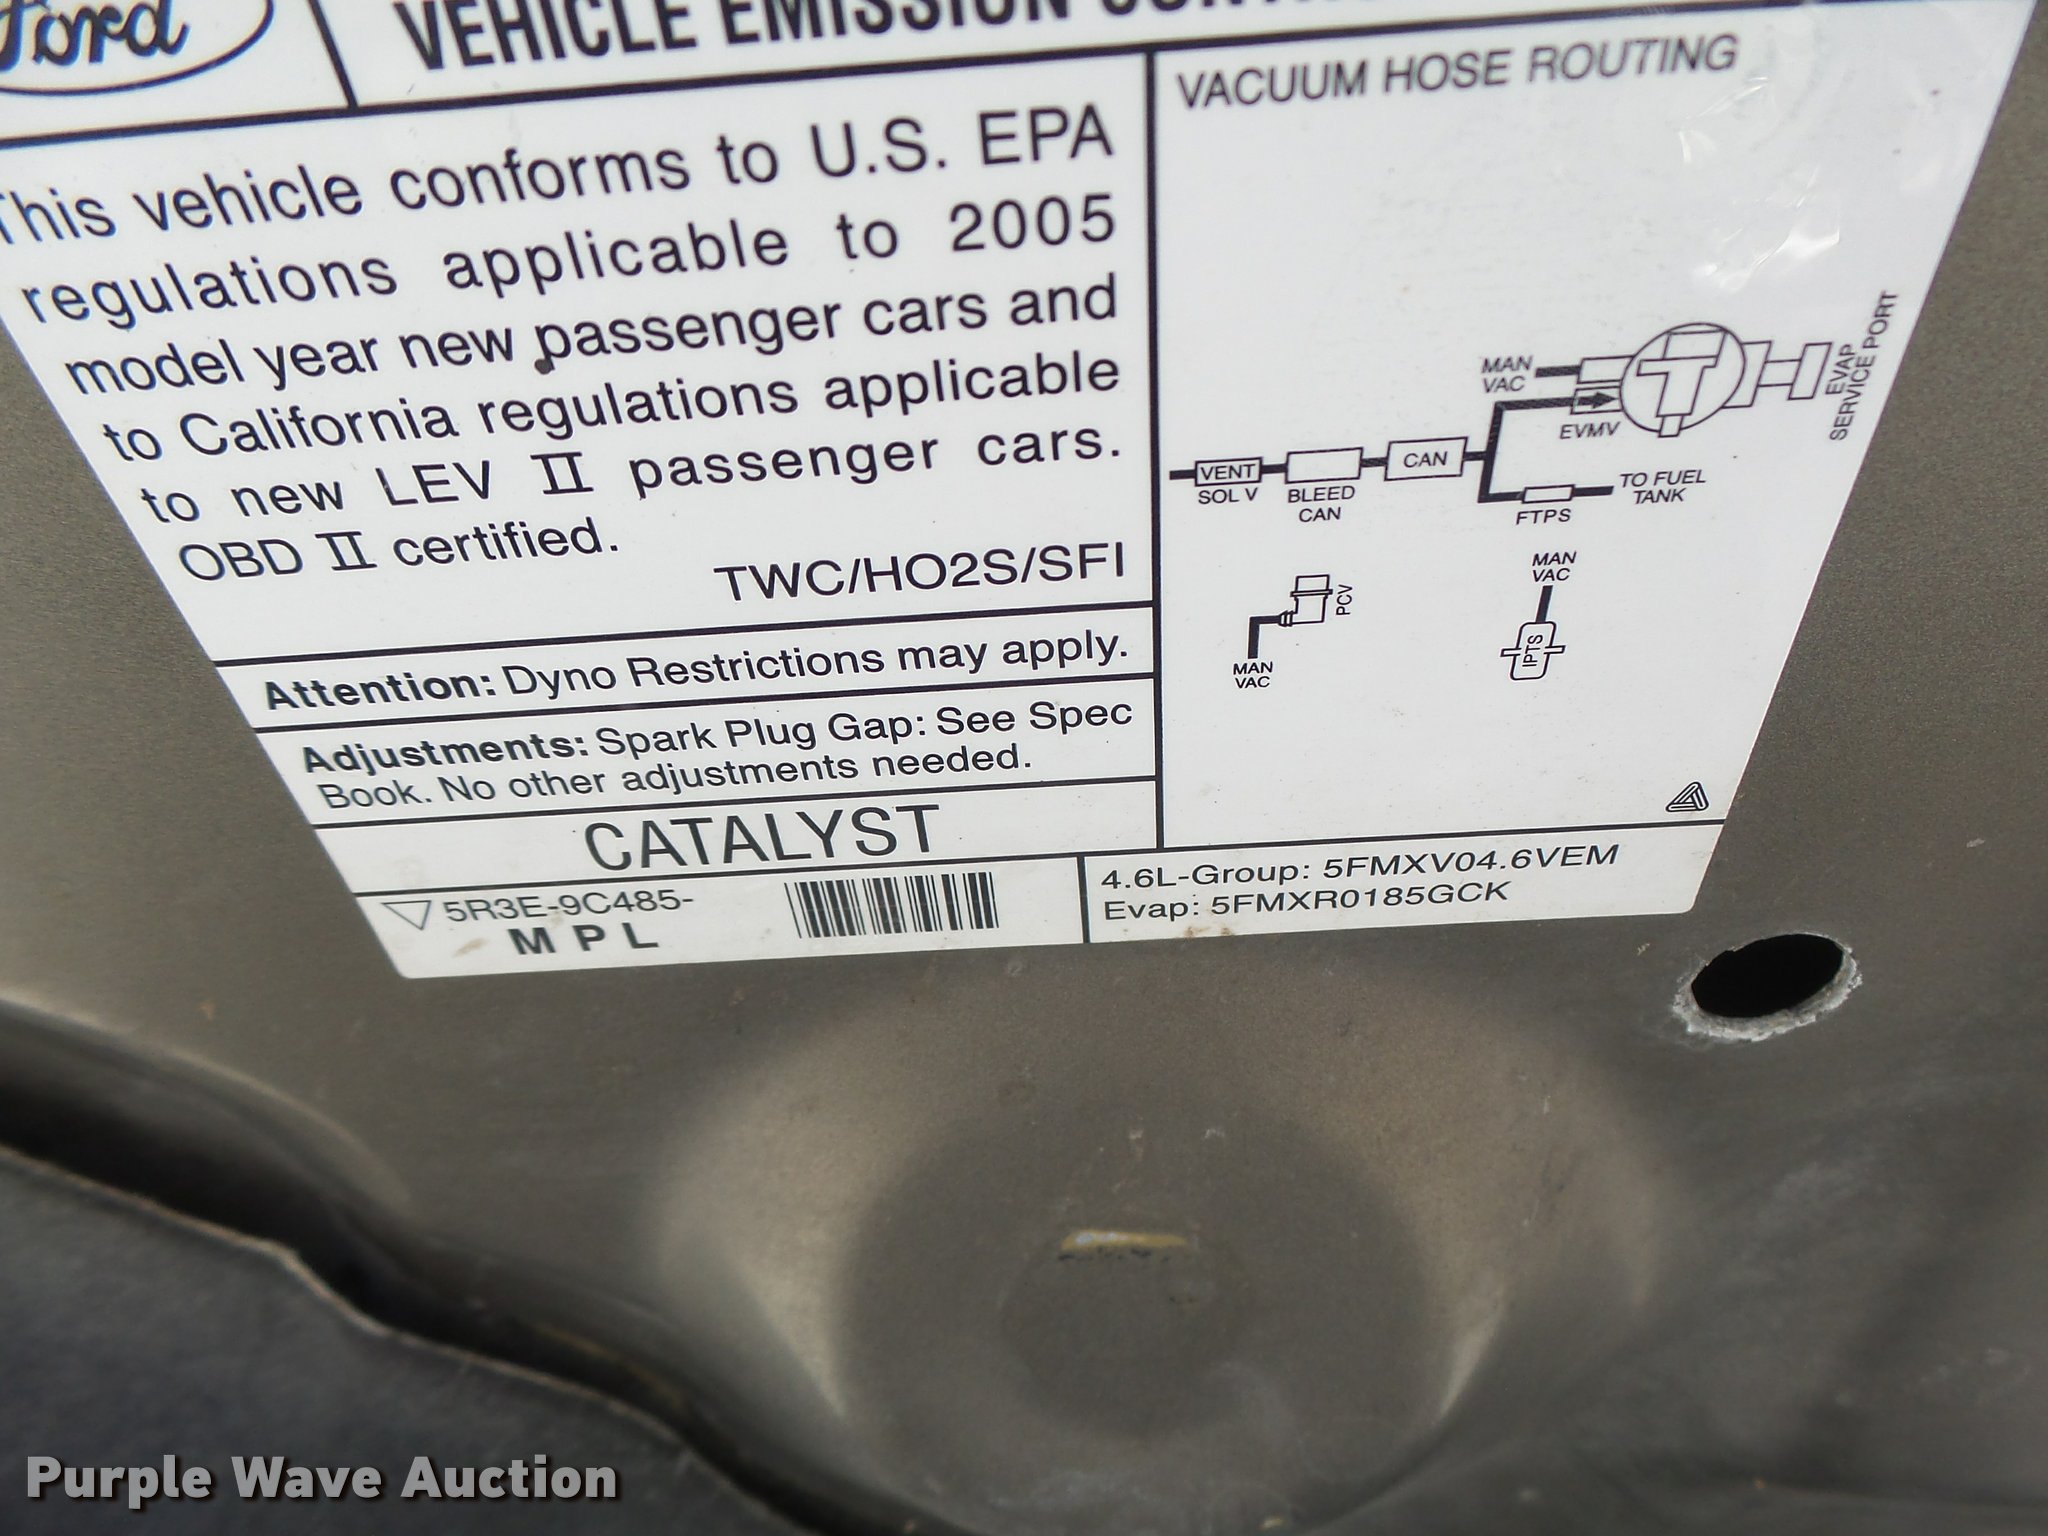 Ford
VEHICLE EMISSION
This vehicle conforms to U.S. EPA
regulations applicable to 2005
model year new passenger cars and
to California regulations applicable
to new LEV II passenger cars.
OBD II certified.
TWC/HO2S/SFI
Attention: Dyno Restrictions may apply.
Adjustments: Spark Plug Gap: See Spec
Book. No other adjustments needed.
CATALYST
5R3E-9C485-
M P L
VACUUM HOSE ROUTING
MAN
VAC
EVMV
EVAP
SERVICE PORT
VENT
SOL V
BLEED
CAN
CAN
FTPS
TO FUEL
TANK
PCV
MAN
VAC
MAN
VAC
IPTS
4.6L-Group: 5FMXV04.6VEM
Evap: 5FMXR0185GCK
Purple Wave Auction